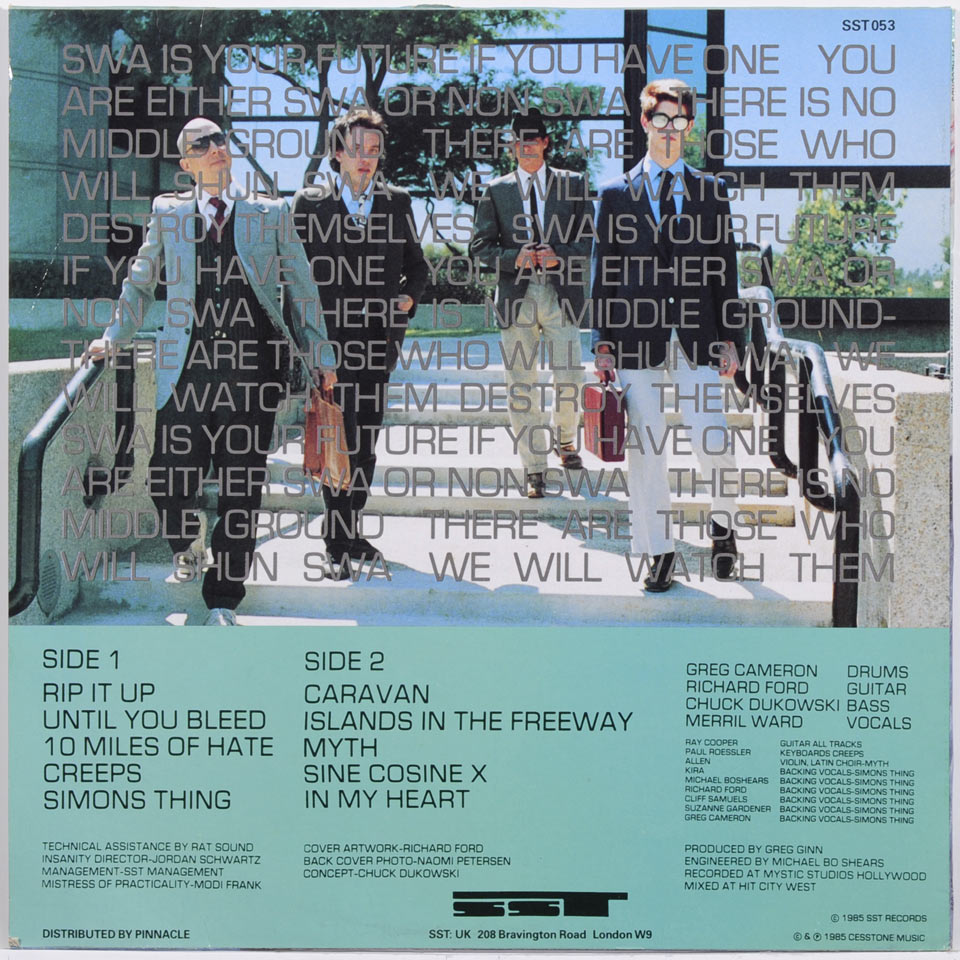 SST 053
SWA IS YOUR FUTURE IF YOU HAVE ONE YOU
ARE EITHER SWA OR NON SWA THERE IS NO
MIDDLE GROUND THERE ARE THOSE WHO
WILL SHUN SWA WE WILL WATCH THEM
DESTROY THEMSELVES SWA IS YOUR FUTURE
IF YOU HAVE ONE YOU ARE EITHER SWA OR
NON SWA THERE IS NO MIDDLE GROUND-
THERE ARE THOSE WHO WILL SHUN SWA WE
WILL WATCH THEM DESTROY THEMSELVES
SWA IS YOUR FUTURE IF YOU HAVE ONE YOU
ARE EITHER SWA OR NON SWA THERE IS NO
MIDDLE GROUND THERE ARE THOSE WHO
WILL SHUN SWA WE WILL WATCH THEM
SIDE 1
RIP IT UP
UNTIL YOU BLEED
10 MILES OF HATE
CREEPS
SIMONS THING
SIDE 2
CARAVAN
ISLANDS IN THE FREEWAY
MYTH
SINE COSINE X
IN MY HEART
GREG CAMERON DRUMS
RICHARD FORD GUITAR
CHUCK DUKOWSKI BASS
MERRIL WARD VOCALS
RAY COOPER GUITAR ALL TRACKS
PAUL ROESSLER KEYBOARDS CREEPS
ALLEN VIOLIN, LATIN CHOIR-MYTH
KIRA BACKING VOCALS-SIMONS THING
MICHAEL BOSHEARS BACKING VOCALS-SIMONS THING
RICHARD FORD BACKING VOCALS-SIMONS THING
CLIFF SAMUELS BACKING VOCALS-SIMONS THING
SUZANNE GARDENER BACKING VOCALS-SIMONS THING
GREG CAMERON BACKING VOCALS-SIMONS THING
TECHNICAL ASSISTANCE BY RAT SOUND
INSANITY DIRECTOR-JORDAN SCHWARTZ
MANAGEMENT-SST MANAGEMENT
MISTRESS OF PRACTICALITY-MODI FRANK
COVER ARTWORK-RICHARD FORD
BACK COVER PHOTO-NAOMI PETERSEN
CONCEPT-CHUCK DUKOWSKI
PRODUCED BY GREG GINN
ENGINEERED BY MICHAEL BO SHEARS
RECORDED AT MYSTIC STUDIOS HOLLYWOOD
MIXED AT HIT CITY WEST
SST
© 1985 SST RECORDS
DISTRIBUTED BY PINNACLE
SST: UK 208 Bravington Road London W9
© & ℗ 1985 CESSTONE MUSIC